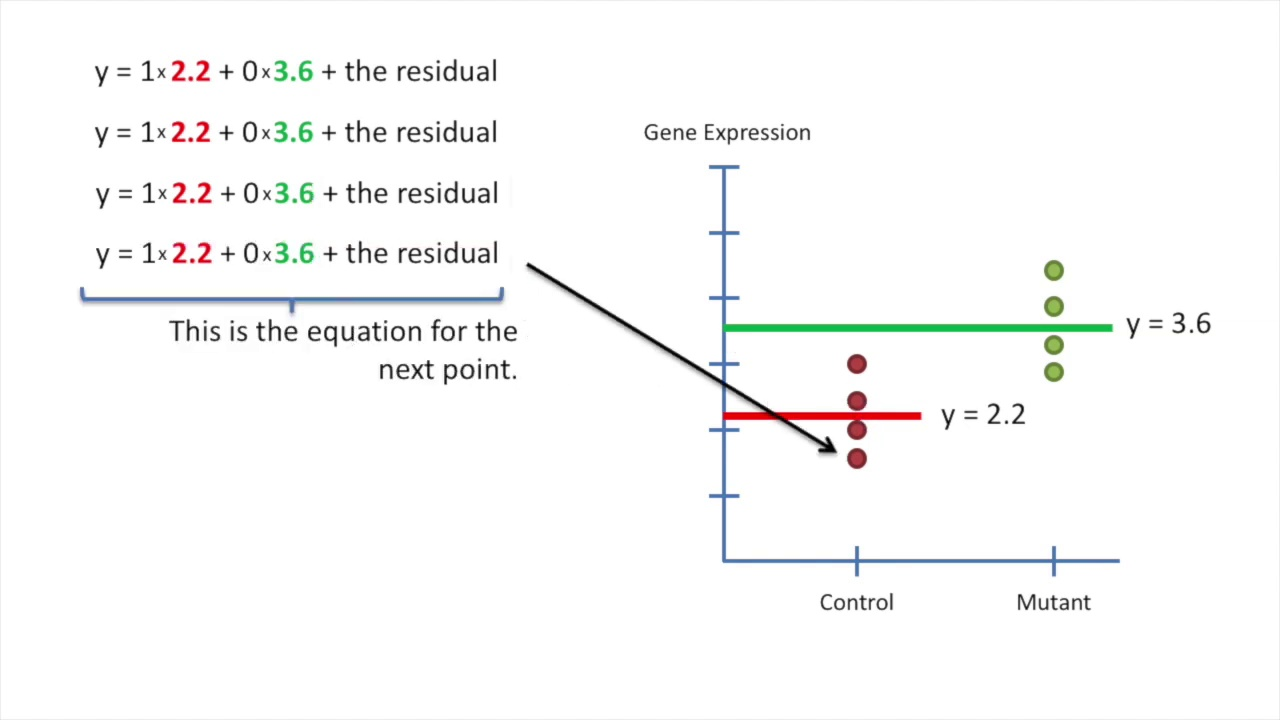 y = 1×2.2 + 0×3.6 + the residual
y = 1×2.2 + 0×3.6 + the residual
y = 1×2.2 + 0×3.6 + the residual
y = 1×2.2 + 0×3.6 + the residual
This is the equation for the
next point.
Gene Expression
y = 3.6
y = 2.2
Control
Mutant